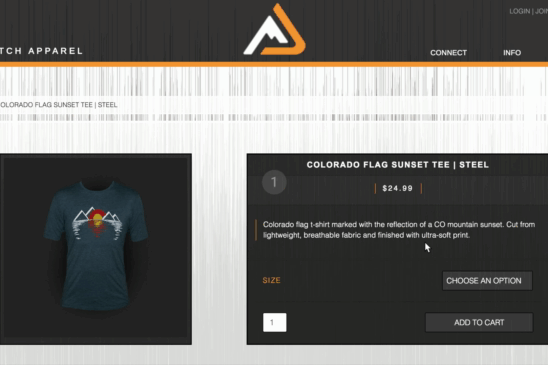 LOGIN | JOIN
TCH APPAREL
CONNECT
INFO
COLORADO FLAG SUNSET TEE | STEEL
COLORADO FLAG SUNSET TEE | STEEL
1
$24.99
Colorado flag t-shirt marked with the reflection of a CO mountain sunset. Cut from
lightweight, breathable fabric and finished with ultra-soft print.
SIZE
CHOOSE AN OPTION
1
ADD TO CART